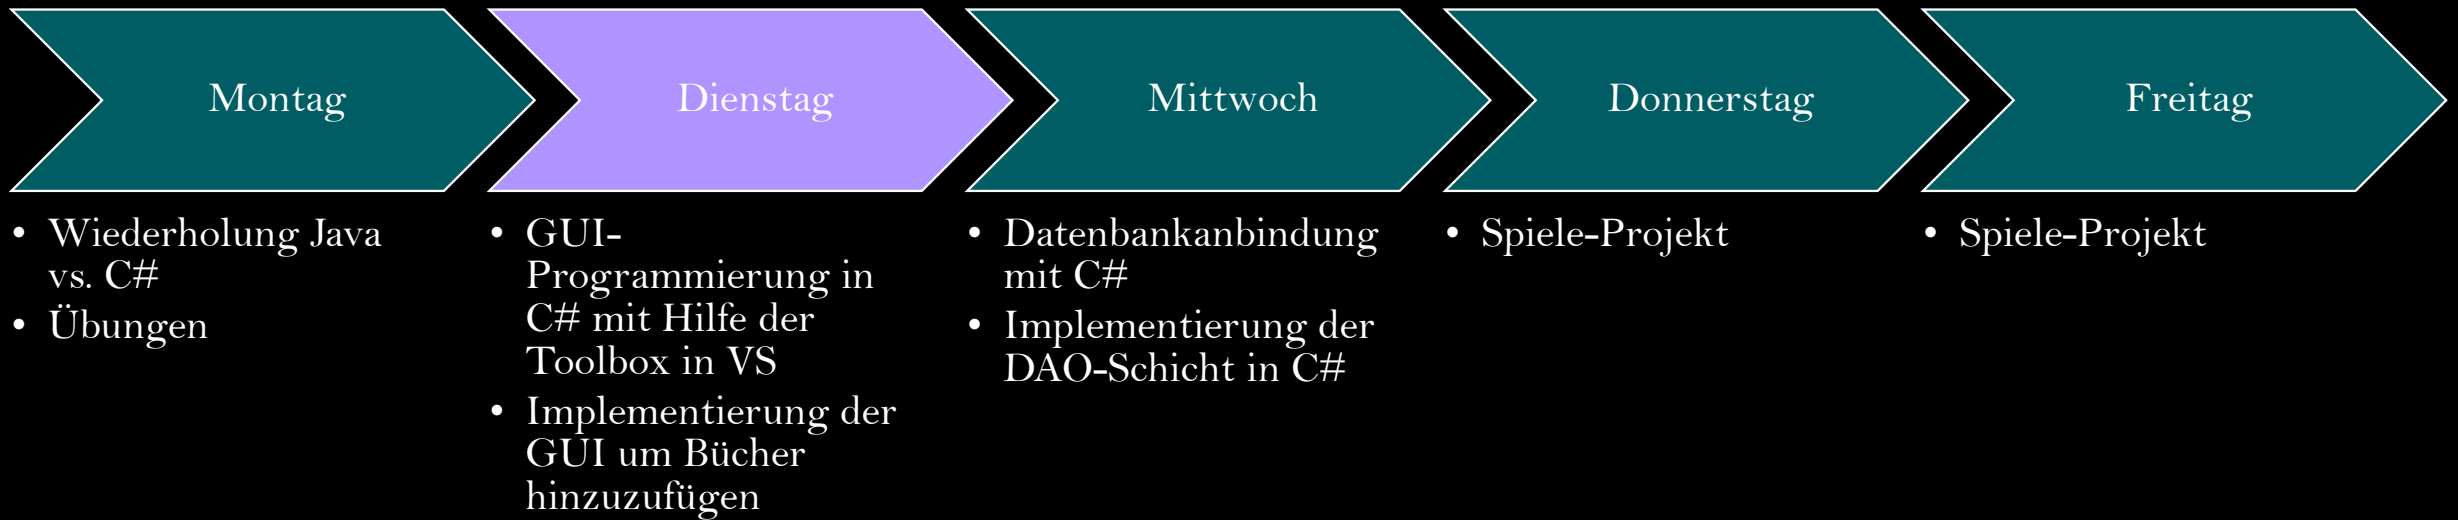 Montag
Dienstag
Mittwoch
Donnerstag
Freitag
• Wiederholung Java
vs. C#
• Übungen
• GUI-
Programmierung in
C# mit Hilfe der
Toolbox in VS
• Implementierung der
GUI um Bücher
hinzuzufügen
• Datenbankanbindung
mit C#
• Implementierung der
DAO-Schicht in C#
• Spiele-Projekt
• Spiele-Projekt